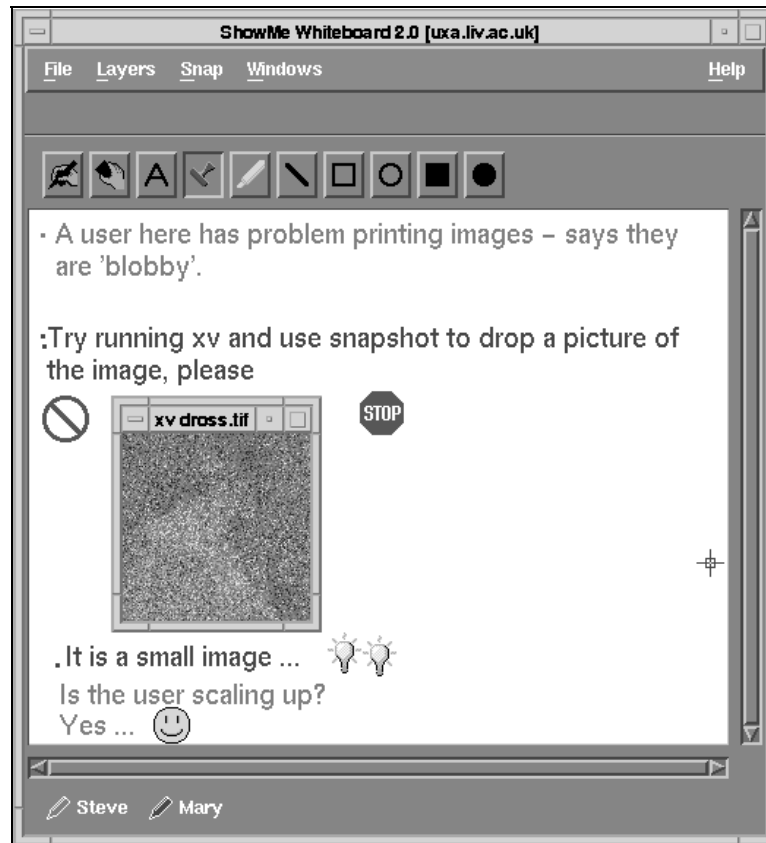 ShowMe Whiteboard 2.0 [uxa.liv.ac.uk]
File Layers Snap Windows Help
A
- A user here has problem printing images – says they
are 'blobby'.
:Try running xv and use snapshot to drop a picture of
the image, please
xv dross.tif
STOP
. It is a small image ...
Is the user scaling up?
Yes ...
Steve Mary